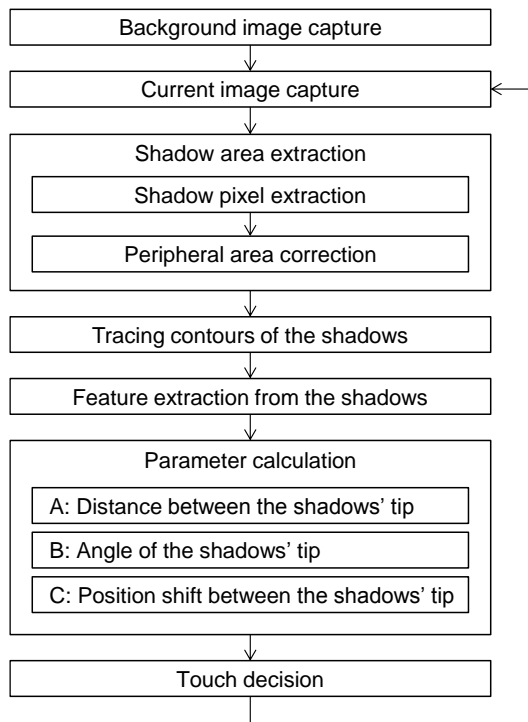 Background image capture
Current image capture
Shadow area extraction
Shadow pixel extraction
Peripheral area correction
Tracing contours of the shadows
Feature extraction from the shadows
Parameter calculation
A: Distance between the shadows’ tip
B: Angle of the shadows’ tip
C: Position shift between the shadows’ tip
Touch decision